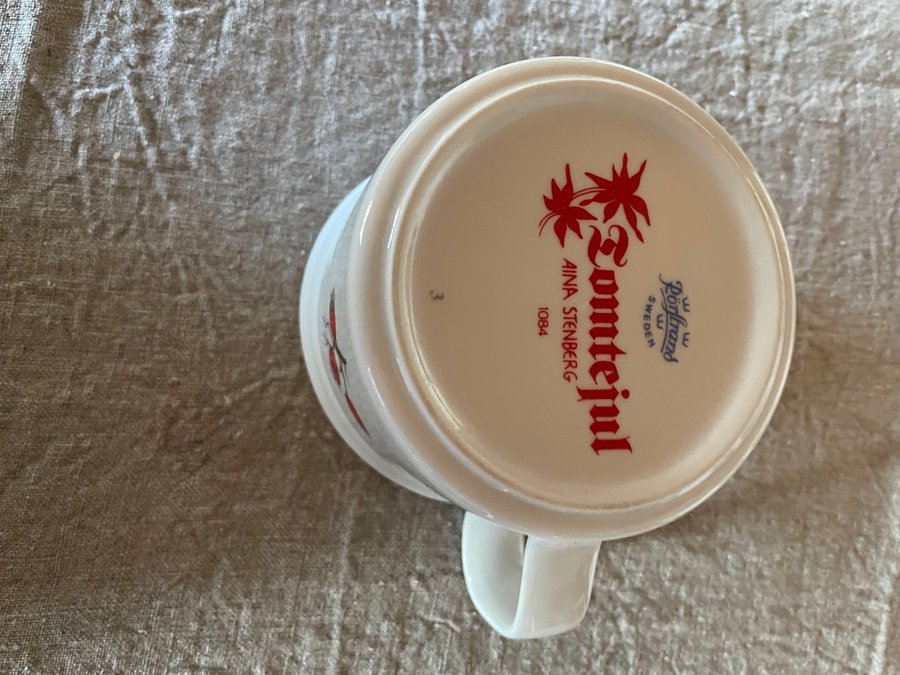 Rörstrand
SWEDEN
Tomtejul
AINA STENBERG
1084
3